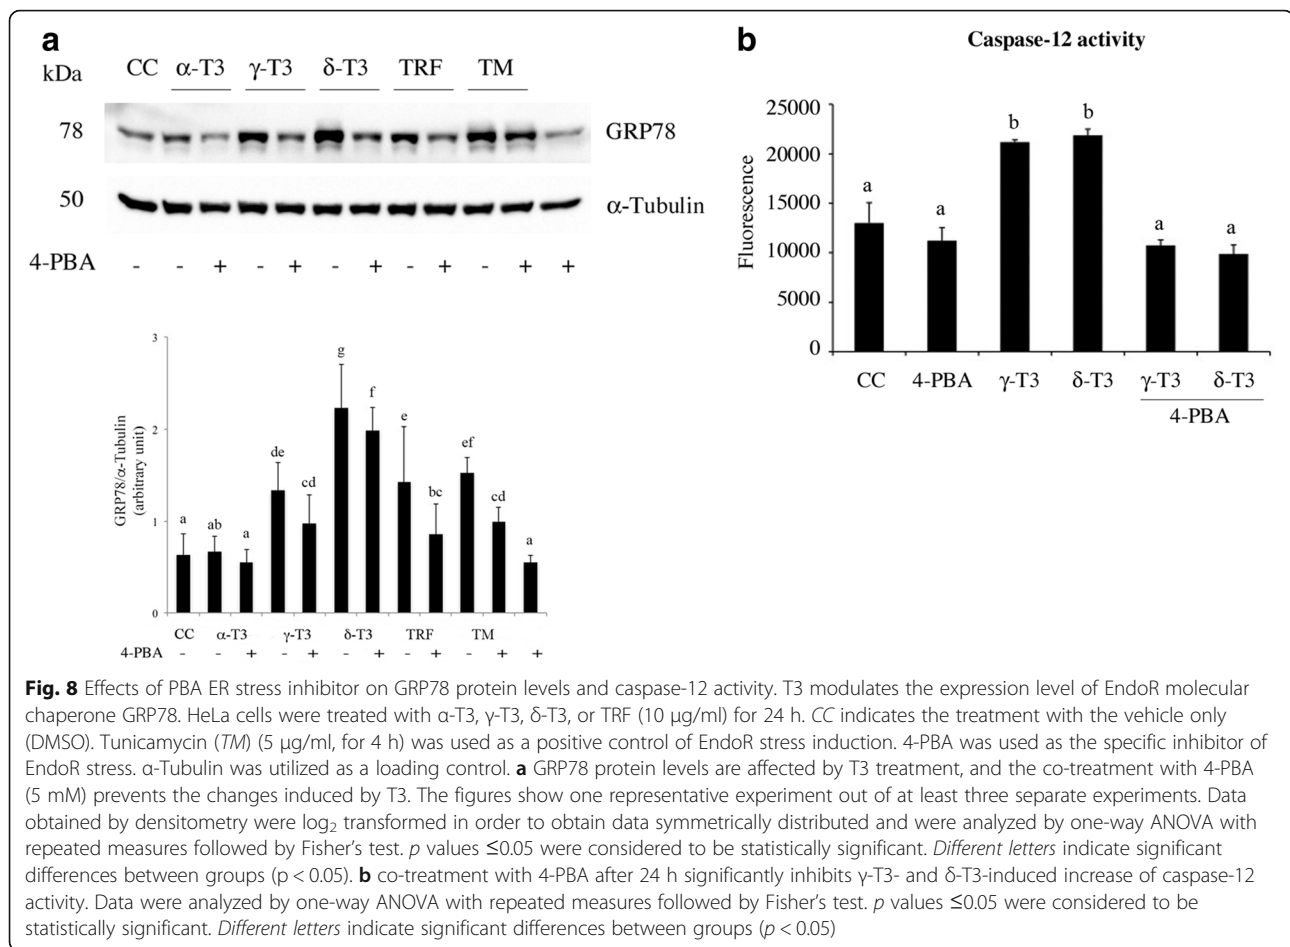 a
kDa CC α-T3 γ-T3 δ-T3 TRF TM
78 GRP78
50 α-Tubulin
4-PBA - - + - + - + - + - + +
3
2
1
0
GRP78/α-Tubulin
(arbitrary unit)
a ab a de cd g f e bc ef cd a
CC α-T3 γ-T3 δ-T3 TRF TM
4-PBA - - + - + - + - + - + +
b
Caspase-12 activity
25000
20000
15000
10000
5000
0
Fluorescence
a a b b a a
CC 4-PBA γ-T3 δ-T3 γ-T3 δ-T3
4-PBA
Fig. 8 Effects of PBA ER stress inhibitor on GRP78 protein levels and caspase-12 activity. T3 modulates the expression level of EndoR molecular
chaperone GRP78. HeLa cells were treated with α-T3, γ-T3, δ-T3, or TRF (10 μg/ml) for 24 h. CC indicates the treatment with the vehicle only
(DMSO). Tunicamycin (TM) (5 μg/ml, for 4 h) was used as a positive control of EndoR stress induction. 4-PBA was used as the specific inhibitor of
EndoR stress. α-Tubulin was utilized as a loading control. a GRP78 protein levels are affected by T3 treatment, and the co-treatment with 4-PBA
(5 mM) prevents the changes induced by T3. The figures show one representative experiment out of at least three separate experiments. Data
obtained by densitometry were log₂ transformed in order to obtain data symmetrically distributed and were analyzed by one-way ANOVA with
repeated measures followed by Fisher's test. p values ≤0.05 were considered to be statistically significant. Different letters indicate significant
differences between groups (p < 0.05). b co-treatment with 4-PBA after 24 h significantly inhibits γ-T3- and δ-T3-induced increase of caspase-12
activity. Data were analyzed by one-way ANOVA with repeated measures followed by Fisher's test. p values ≤0.05 were considered to be
statistically significant. Different letters indicate significant differences between groups (p < 0.05)